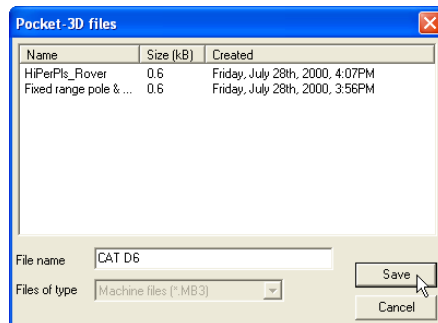 Pocket-3D files
Name Size (kB) Created
HiPerPls_Rover 0.6 Friday, July 28th, 2000, 4:07PM
Fixed range pole & ... 0.6 Friday, July 28th, 2000, 3:56PM
File name CAT D6
Save
Files of type Machine files (*.MB3)
Cancel